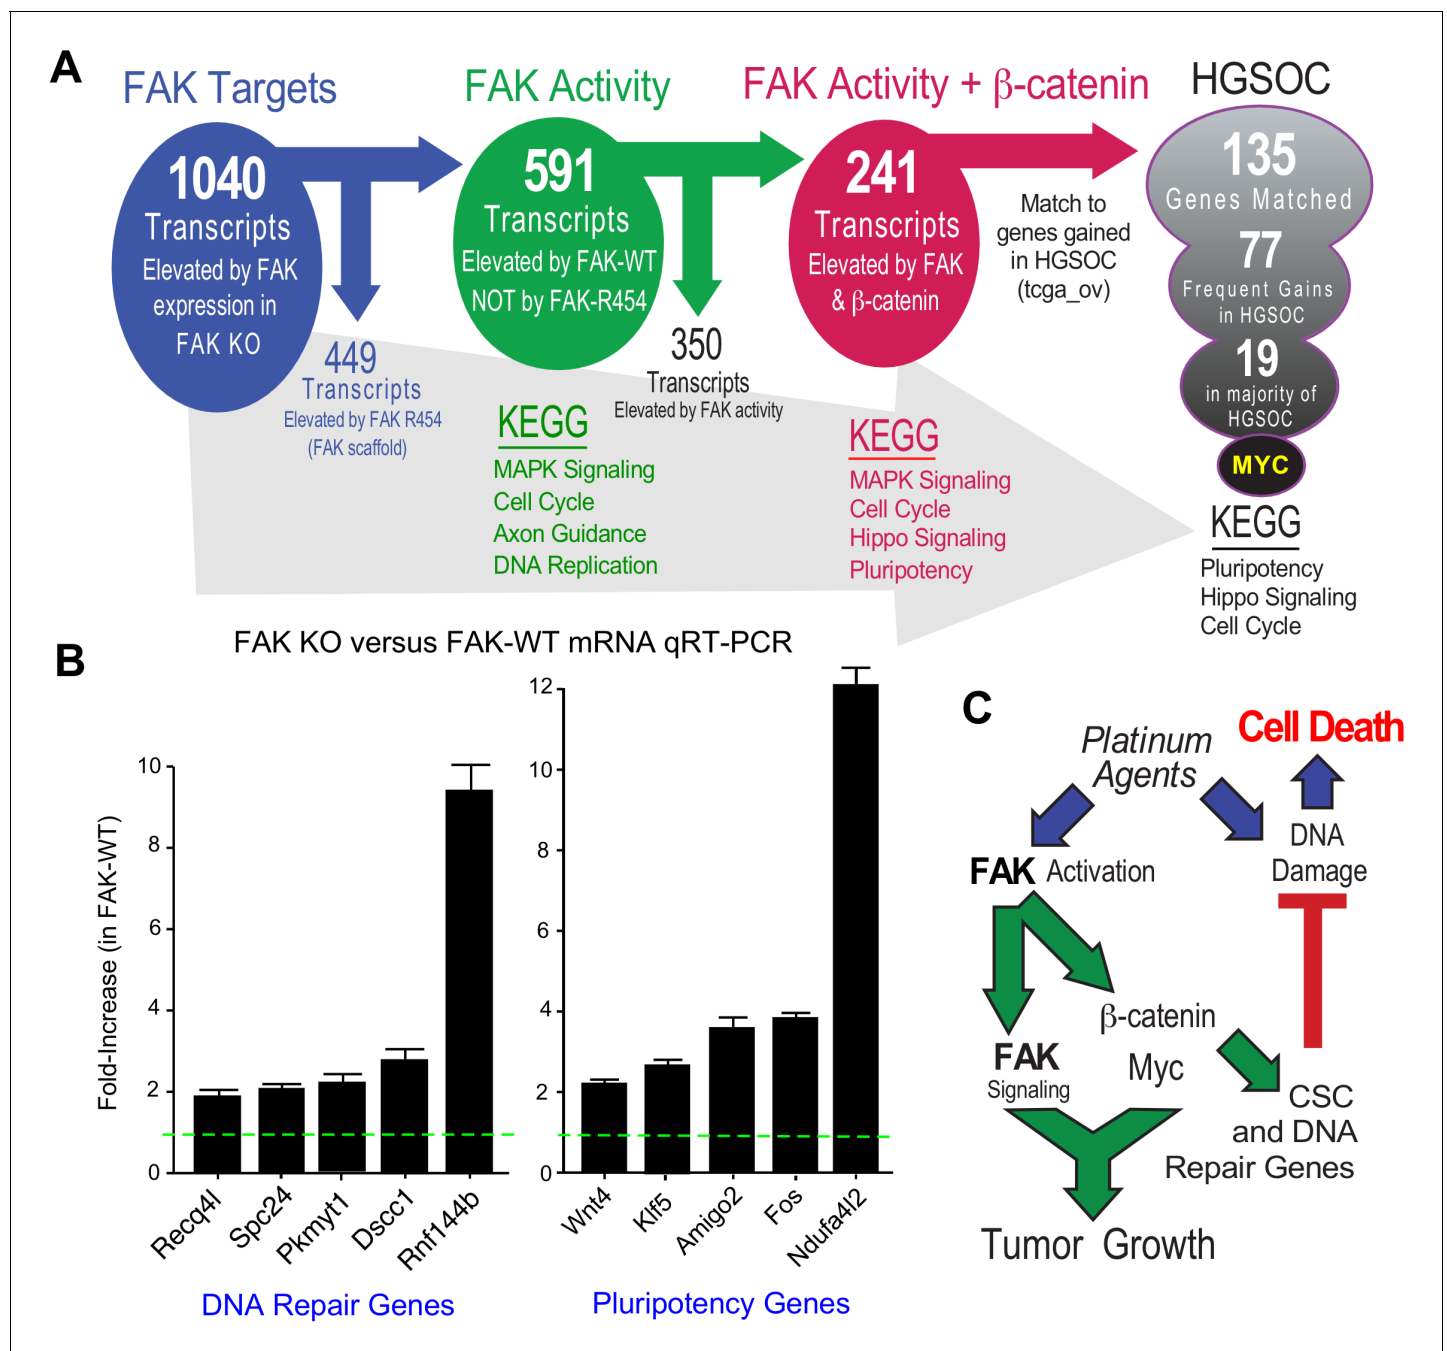 A
FAK Targets
1040
Transcripts
Elevated by FAK
expression in
FAK KO
449
Transcripts
Elevated by FAK R454
(FAK scaffold)
FAK Activity
591
Transcripts
Elevated by FAK-WT
NOT by FAK-R454
350
Transcripts
Elevated by FAK activity
KEGG
MAPK Signaling
Cell Cycle
Axon Guidance
DNA Replication
FAK Activity + β-catenin
241
Transcripts
Elevated by FAK
& β-catenin
KEGG
MAPK Signaling
Cell Cycle
Hippo Signaling
Pluripotency
Match to
genes gained
in HGSOC
(tcga_ov)
HGSOC
135
Genes Matched
77
Frequent Gains
in HGSOC
19
in majority of
HGSOC
MYC
KEGG
Pluripotency
Hippo Signaling
Cell Cycle
B
FAK KO versus FAK-WT mRNA qRT-PCR
Fold-Increase (in FAK-WT)
10
8
6
4
2
0
Recq4l
Spc24
Pkmyt1
Dscc1
Rnf144b
DNA Repair Genes
12
10
8
6
4
2
0
Wnt4
Klf5
Amigo2
Fos
Ndufa4l2
Pluripotency Genes
C
Platinum
Agents
Cell Death
DNA
Damage
FAK Activation
β-catenin
Myc
FAK
Signaling
CSC
and DNA
Repair Genes
Tumor Growth